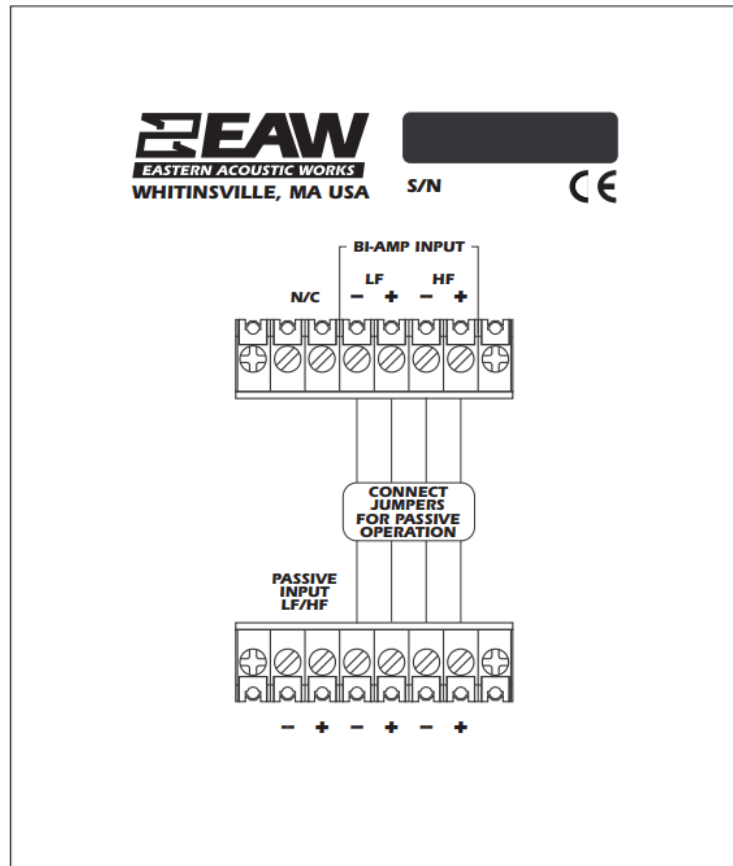 EAW
EASTERN ACOUSTIC WORKS
WHITINSVILLE, MA USA
S/N
CE
BI-AMP INPUT
LF HF
N/C − + − +
CONNECT
JUMPERS
FOR PASSIVE
OPERATION
PASSIVE
INPUT
LF/HF
− + − + − +